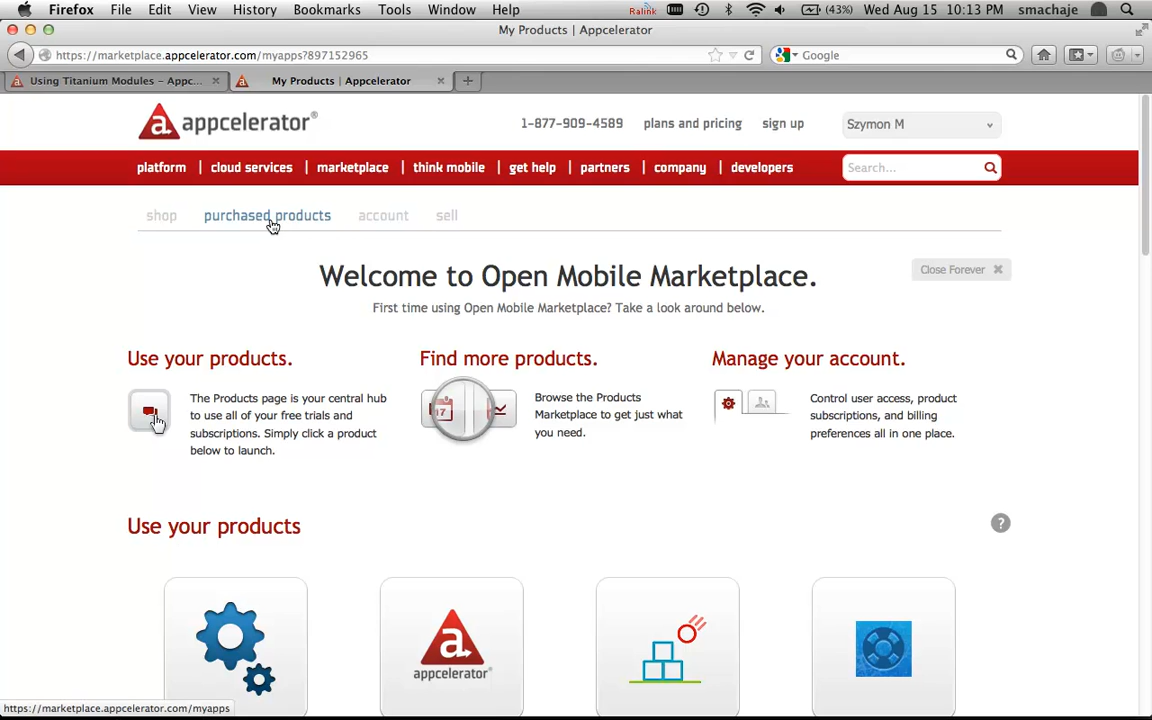 Firefox File Edit View History Bookmarks Tools Window Help Ralink (43%) Wed Aug 15 10:13 PM smachaje
My Products | Appcelerator
https://marketplace.appcelerator.com/myapps?897152965 Google
Using Titanium Modules – Appc... My Products | Appcelerator
appcelerator® 1-877-909-4589 plans and pricing sign up Szymon M
platform | cloud services | marketplace | think mobile | get help | partners | company | developers Search...
shop purchased products account sell
Welcome to Open Mobile Marketplace.
Close Forever
First time using Open Mobile Marketplace? Take a look around below.
Use your products.
The Products page is your central hub
to use all of your free trials and
subscriptions. Simply click a product
below to launch.
Find more products.
17
Browse the Products
Marketplace to get just what
you need.
Manage your account.
Control user access, product
subscriptions, and billing
preferences all in one place.
Use your products ?
appcelerator
https://marketplace.appcelerator.com/myapps